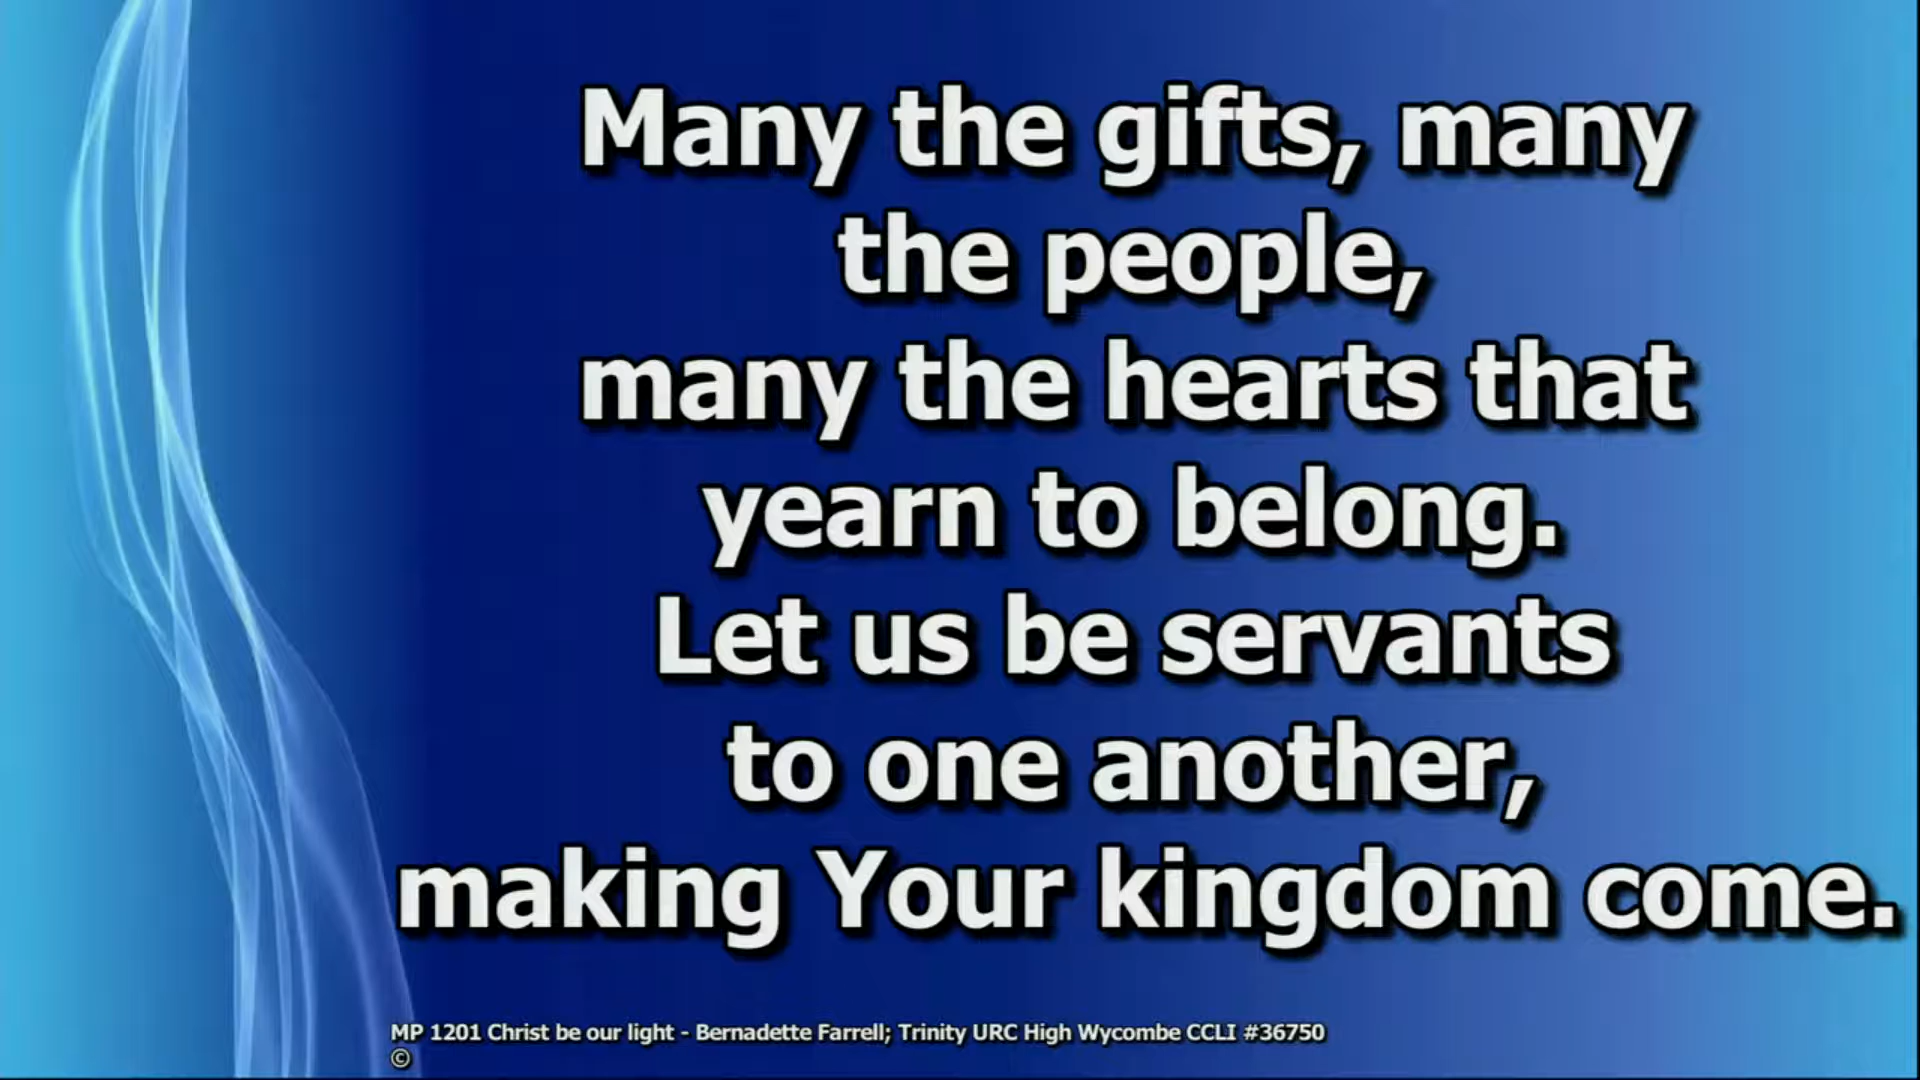 Many the gifts, many
the people,
many the hearts that
yearn to belong.
Let us be servants
to one another,
making Your kingdom come.
MP 1201 Christ be our light - Bernadette Farrell; Trinity URC High Wycombe CCLI #36750
©